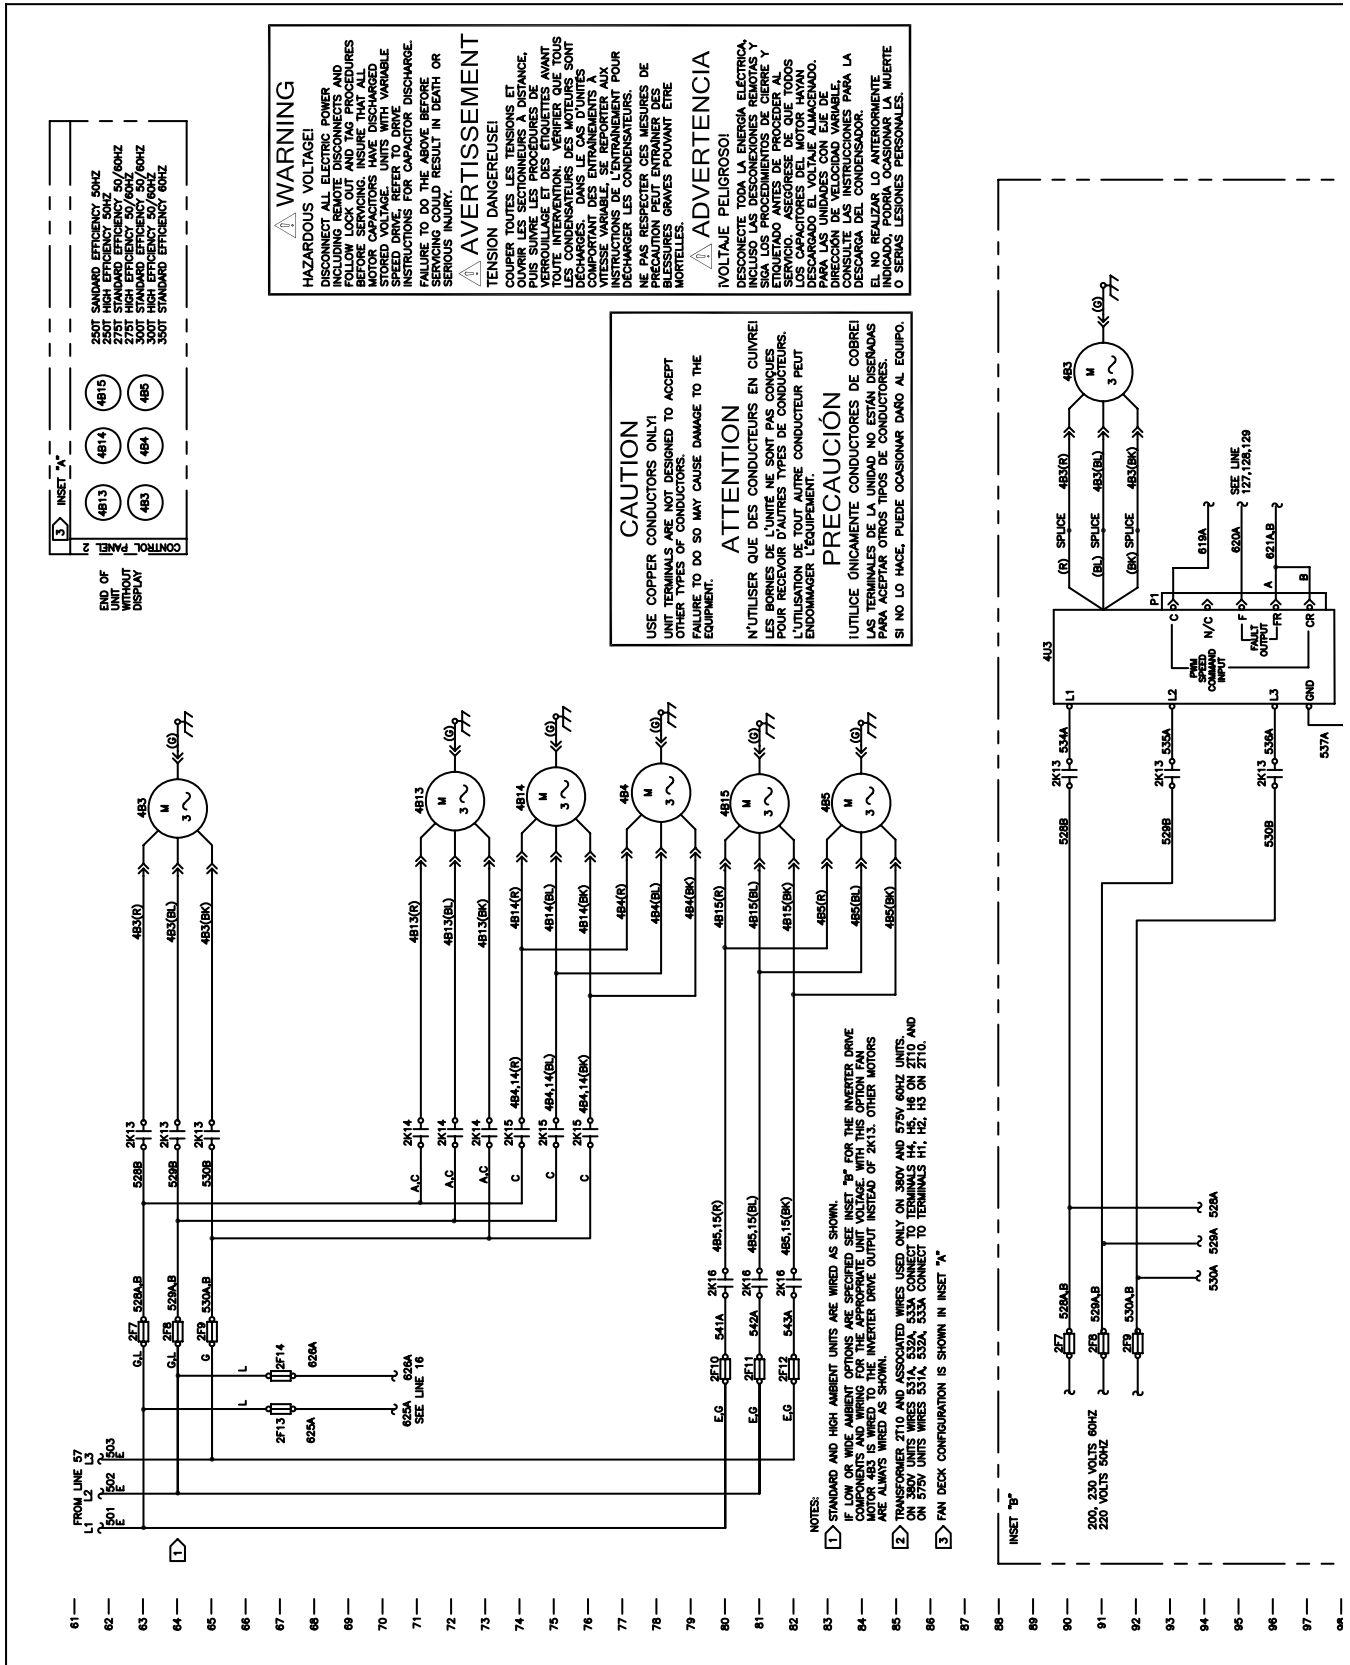 FROM LINE 57
L1
L2
L3
501
E
502
E
503
E
1
G,L
G,L
G
2F7
2F8
2F9
528A,B
529A,B
530A,B
528B
529B
530B
2K13
2K13
2K13
4B3(R)
4B3(BL)
4B3(BK)
4B3
M
3
(G)
L
L
2F13
2F14
625A
626A
625A
626A
SEE LINE 16
A,C
A,C
A,C
C
C
C
2K14
2K14
2K14
2K15
2K15
2K15
4B4,14(R)
4B4,14(BL)
4B4,14(BK)
4B13(R)
4B13(BL)
4B13(BK)
4B14(R)
4B14(BL)
4B14(BK)
4B4(R)
4B4(BL)
4B4(BK)
4B13
M
3
(G)
4B14
M
3
(G)
4B4
M
3
(G)
E,G
E,G
E,G
2F10
2F11
2F12
541A
542A
543A
2K16
2K16
2K16
4B5,15(R)
4B5,15(BL)
4B5,15(BK)
4B15(R)
4B15(BL)
4B15(BK)
4B5(R)
4B5(BL)
4B5(BK)
4B15
M
3
(G)
4B5
M
3
(G)
3
INSET "A"
CONTROL PANEL 2
4B13
4B14
4B15
4B3
4B4
4B5
250T SANDARD EFFICIENCY 50HZ
250T HIGH EFFICIENCY 50HZ
275T STANDARD EFFICIENCY 50/60HZ
275T HIGH EFFICIENCY 50/60HZ
300T STANDARD EFFICIENCY 50/60HZ
300T HIGH EFFICIENCY 50/60HZ
350T STANDARD EFFICIENCY 60HZ
END OF
UNIT
WITHOUT
DISPLAY
WARNING
HAZARDOUS VOLTAGE!
DISCONNECT ALL ELECTRIC POWER
INCLUDING REMOTE DISCONNECTS AND
FOLLOW LOCK OUT AND TAG PROCEDURES
BEFORE SERVICING. INSURE THAT ALL
MOTOR CAPACITORS HAVE DISCHARGED
STORED VOLTAGE. UNITS WITH VARIABLE
SPEED DRIVE, REFER TO DRIVE
INSTRUCTIONS FOR CAPACITOR DISCHARGE.
FAILURE TO DO THE ABOVE BEFORE
SERVICING COULD RESULT IN DEATH OR
SERIOUS INJURY.
AVERTISSEMENT
TENSION DANGEREUSE!
COUPER TOUTES LES TENSIONS ET
OUVRIR LES SECTIONNEURS À DISTANCE,
PUIS SUIVRE LES PROCÉDURES DE
VERROUILLAGE ET DES ÉTIQUETTES AVANT
TOUTE INTERVENTION. VÉRIFIER QUE TOUS
LES CONDENSATEURS DES MOTEURS SONT
DÉCHARGÉS. DANS LE CAS D'UNITÉS
COMPORTANT DES ENTRAÎNEMENTS À
VITESSE VARIABLE, SE REPORTER AUX
INSTRUCTIONS DE L'ENTRAÎNEMENT POUR
DÉCHARGER LES CONDENSATEURS.
NE PAS RESPECTER CES MESURES DE
PRÉCAUTION PEUT ENTRAÎNER DES
BLESSURES GRAVES POUVANT ÊTRE
MORTELLES.
ADVERTENCIA
¡VOLTAJE PELIGROSO!
DESCONECTE TODA LA ENERGÍA ELÉCTRICA,
INCLUSO LAS DESCONEXIONES REMOTAS Y
SIGA LOS PROCEDIMIENTOS DE CIERRE Y
ETIQUETADO ANTES DE PROCEDER AL
SERVICIO. ASEGÚRESE DE QUE TODOS
LOS CAPACITORES DEL MOTOR HAYAN
DESCARGADO EL VOLTAJE ALMACENADO.
PARA LAS UNIDADES CON EJE DE
DIRECCIÓN DE VELOCIDAD VARIABLE,
CONSULTE LAS INSTRUCCIONES PARA LA
DESCARGA DEL CONDENSADOR.
EL NO REALIZAR LO ANTERIORMENTE
INDICADO, PODRÍA OCASIONAR LA MUERTE
O SERIAS LESIONES PERSONALES.
CAUTION
USE COPPER CONDUCTORS ONLY!
UNIT TERMINALS ARE NOT DESIGNED TO ACCEPT
OTHER TYPES OF CONDUCTORS.
FAILURE TO DO SO MAY CAUSE DAMAGE TO THE
EQUIPMENT.
ATTENTION
N'UTILISER QUE DES CONDUCTEURS EN CUIVRE!
LES BORNES DE L'UNITÉ NE SONT PAS CONÇUES
POUR RECEVOIR D'AUTRES TYPES DE CONDUCTEURS.
L'UTILISATION DE TOUT AUTRE CONDUCTEUR PEUT
ENDOMMAGER L'ÉQUIPEMENT.
PRECAUCIÓN
¡UTILICE ÚNICAMENTE CONDUCTORES DE COBRE!
LAS TERMINALES DE LA UNIDAD NO ESTÁN DISEÑADAS
PARA ACEPTAR OTROS TIPOS DE CONDUCTORES.
SI NO LO HACE, PUEDE OCASIONAR DAÑO AL EQUIPO.
NOTES:
1 STANDARD AND HIGH AMBIENT UNITS ARE WIRED AS SHOWN.
IF LOW OR WIDE AMBIENT OPTIONS ARE SPECIFIED SEE INSET "B" FOR THE INVERTER DRIVE
COMPONENTS AND WIRING FOR THE APPROPRIATE UNIT VOLTAGE. WITH THIS OPTION FAN
MOTOR 4B3 IS WIRED TO THE INVERTER DRIVE OUTPUT INSTEAD OF 2K13. OTHER MOTORS
ARE ALWAYS WIRED AS SHOWN.
2 TRANSFORMER 2T10 AND ASSOCIATED WIRES USED ONLY ON 380V AND 575V 60HZ UNITS.
ON 380V UNITS WIRES 531A, 532A, 533A CONNECT TO TERMINALS H4, H5, H6 ON 2T10 AND
ON 575V UNITS WIRES 531A, 532A, 533A CONNECT TO TERMINALS H1, H2, H3 ON 2T10.
3 FAN DECK CONFIGURATION IS SHOWN IN INSET "A"
INSET "B"
200, 230 VOLTS 60HZ
220 VOLTS 50HZ
2F7
2F8
2F9
528A,B
529A,B
530A,B
528A
529A
530A
528B
529B
530B
2K13
2K13
2K13
534A
535A
536A
537A
L1
L2
L3
GND
4U3
PWM
SPEED
COMMAND
INPUT
FAULT
OUTPUT
P1
C
N/C
F
FR
CR
A
B
619A
620A
621A,B
SEE LINE
127,128,129
(R) SPLICE
(BL) SPLICE
(BK) SPLICE
4B3(R)
4B3(BL)
4B3(BK)
4B3
M
3
(G)
61
62
63
64
65
66
67
68
69
70
71
72
73
74
75
76
77
78
79
80
81
82
83
84
85
86
87
88
89
90
91
92
93
94
95
96
97